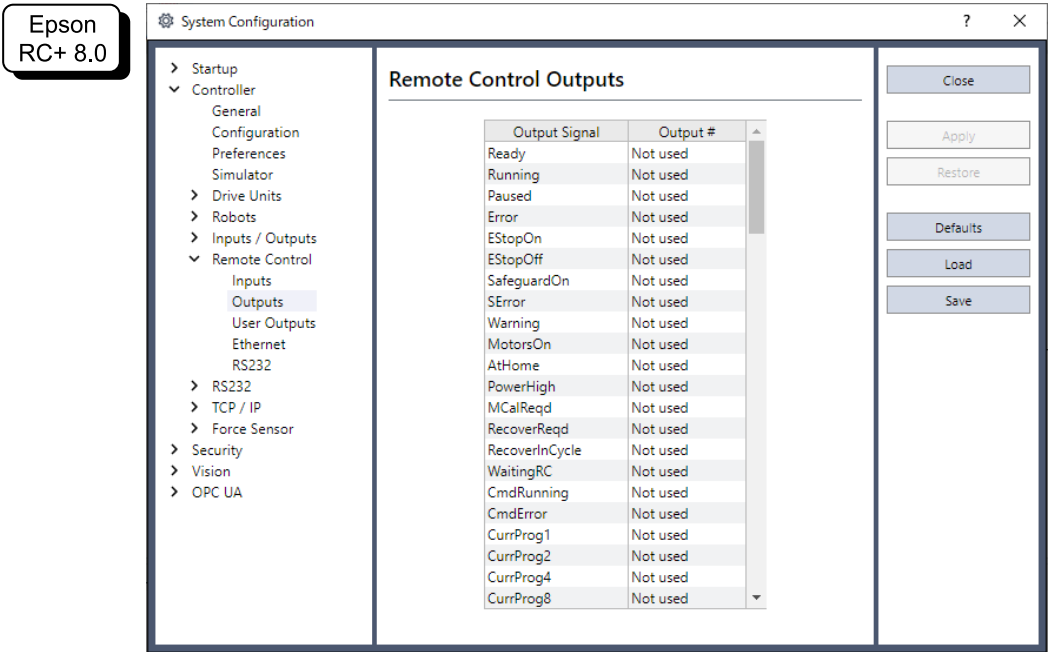 Epson
RC+ 8.0
System Configuration
?
Startup
Controller
General
Configuration
Preferences
Simulator
Drive Units
Robots
Inputs / Outputs
Remote Control
Inputs
Outputs
User Outputs
Ethernet
RS232
RS232
TCP / IP
Force Sensor
Security
Vision
OPC UA
Remote Control Outputs
Output Signal Output #
Ready Not used
Running Not used
Paused Not used
Error Not used
EStopOn Not used
EStopOff Not used
SafeguardOn Not used
SError Not used
Warning Not used
MotorsOn Not used
AtHome Not used
PowerHigh Not used
MCalReqd Not used
RecoverReqd Not used
RecoverInCycle Not used
WaitingRC Not used
CmdRunning Not used
CmdError Not used
CurrProg1 Not used
CurrProg2 Not used
CurrProg4 Not used
CurrProg8 Not used
Close
Apply
Restore
Defaults
Load
Save